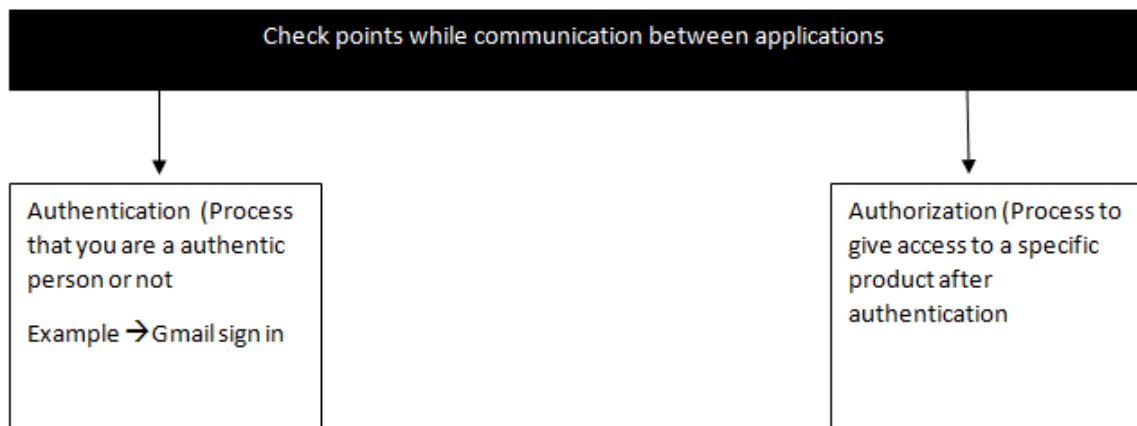 Check points while communication between applications
Authentication (Process
that you are a authentic
person or not
Example →Gmail sign in
Authorization (Process to
give access to a specific
product after
authentication